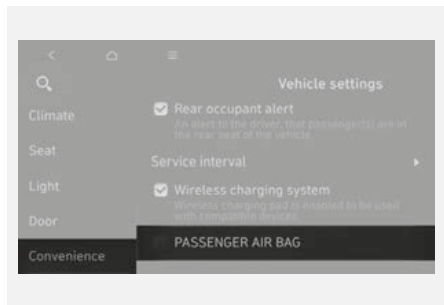 Vehicle settings
Climate
Seat
Light
Door
Convenience
Rear occupant alert
An alert to the driver, that passenger(s) are in
the rear seat of the vehicle.
Service interval
Wireless charging system
Wireless charging pad is enabled to be used
with compatible devices.
PASSENGER AIR BAG